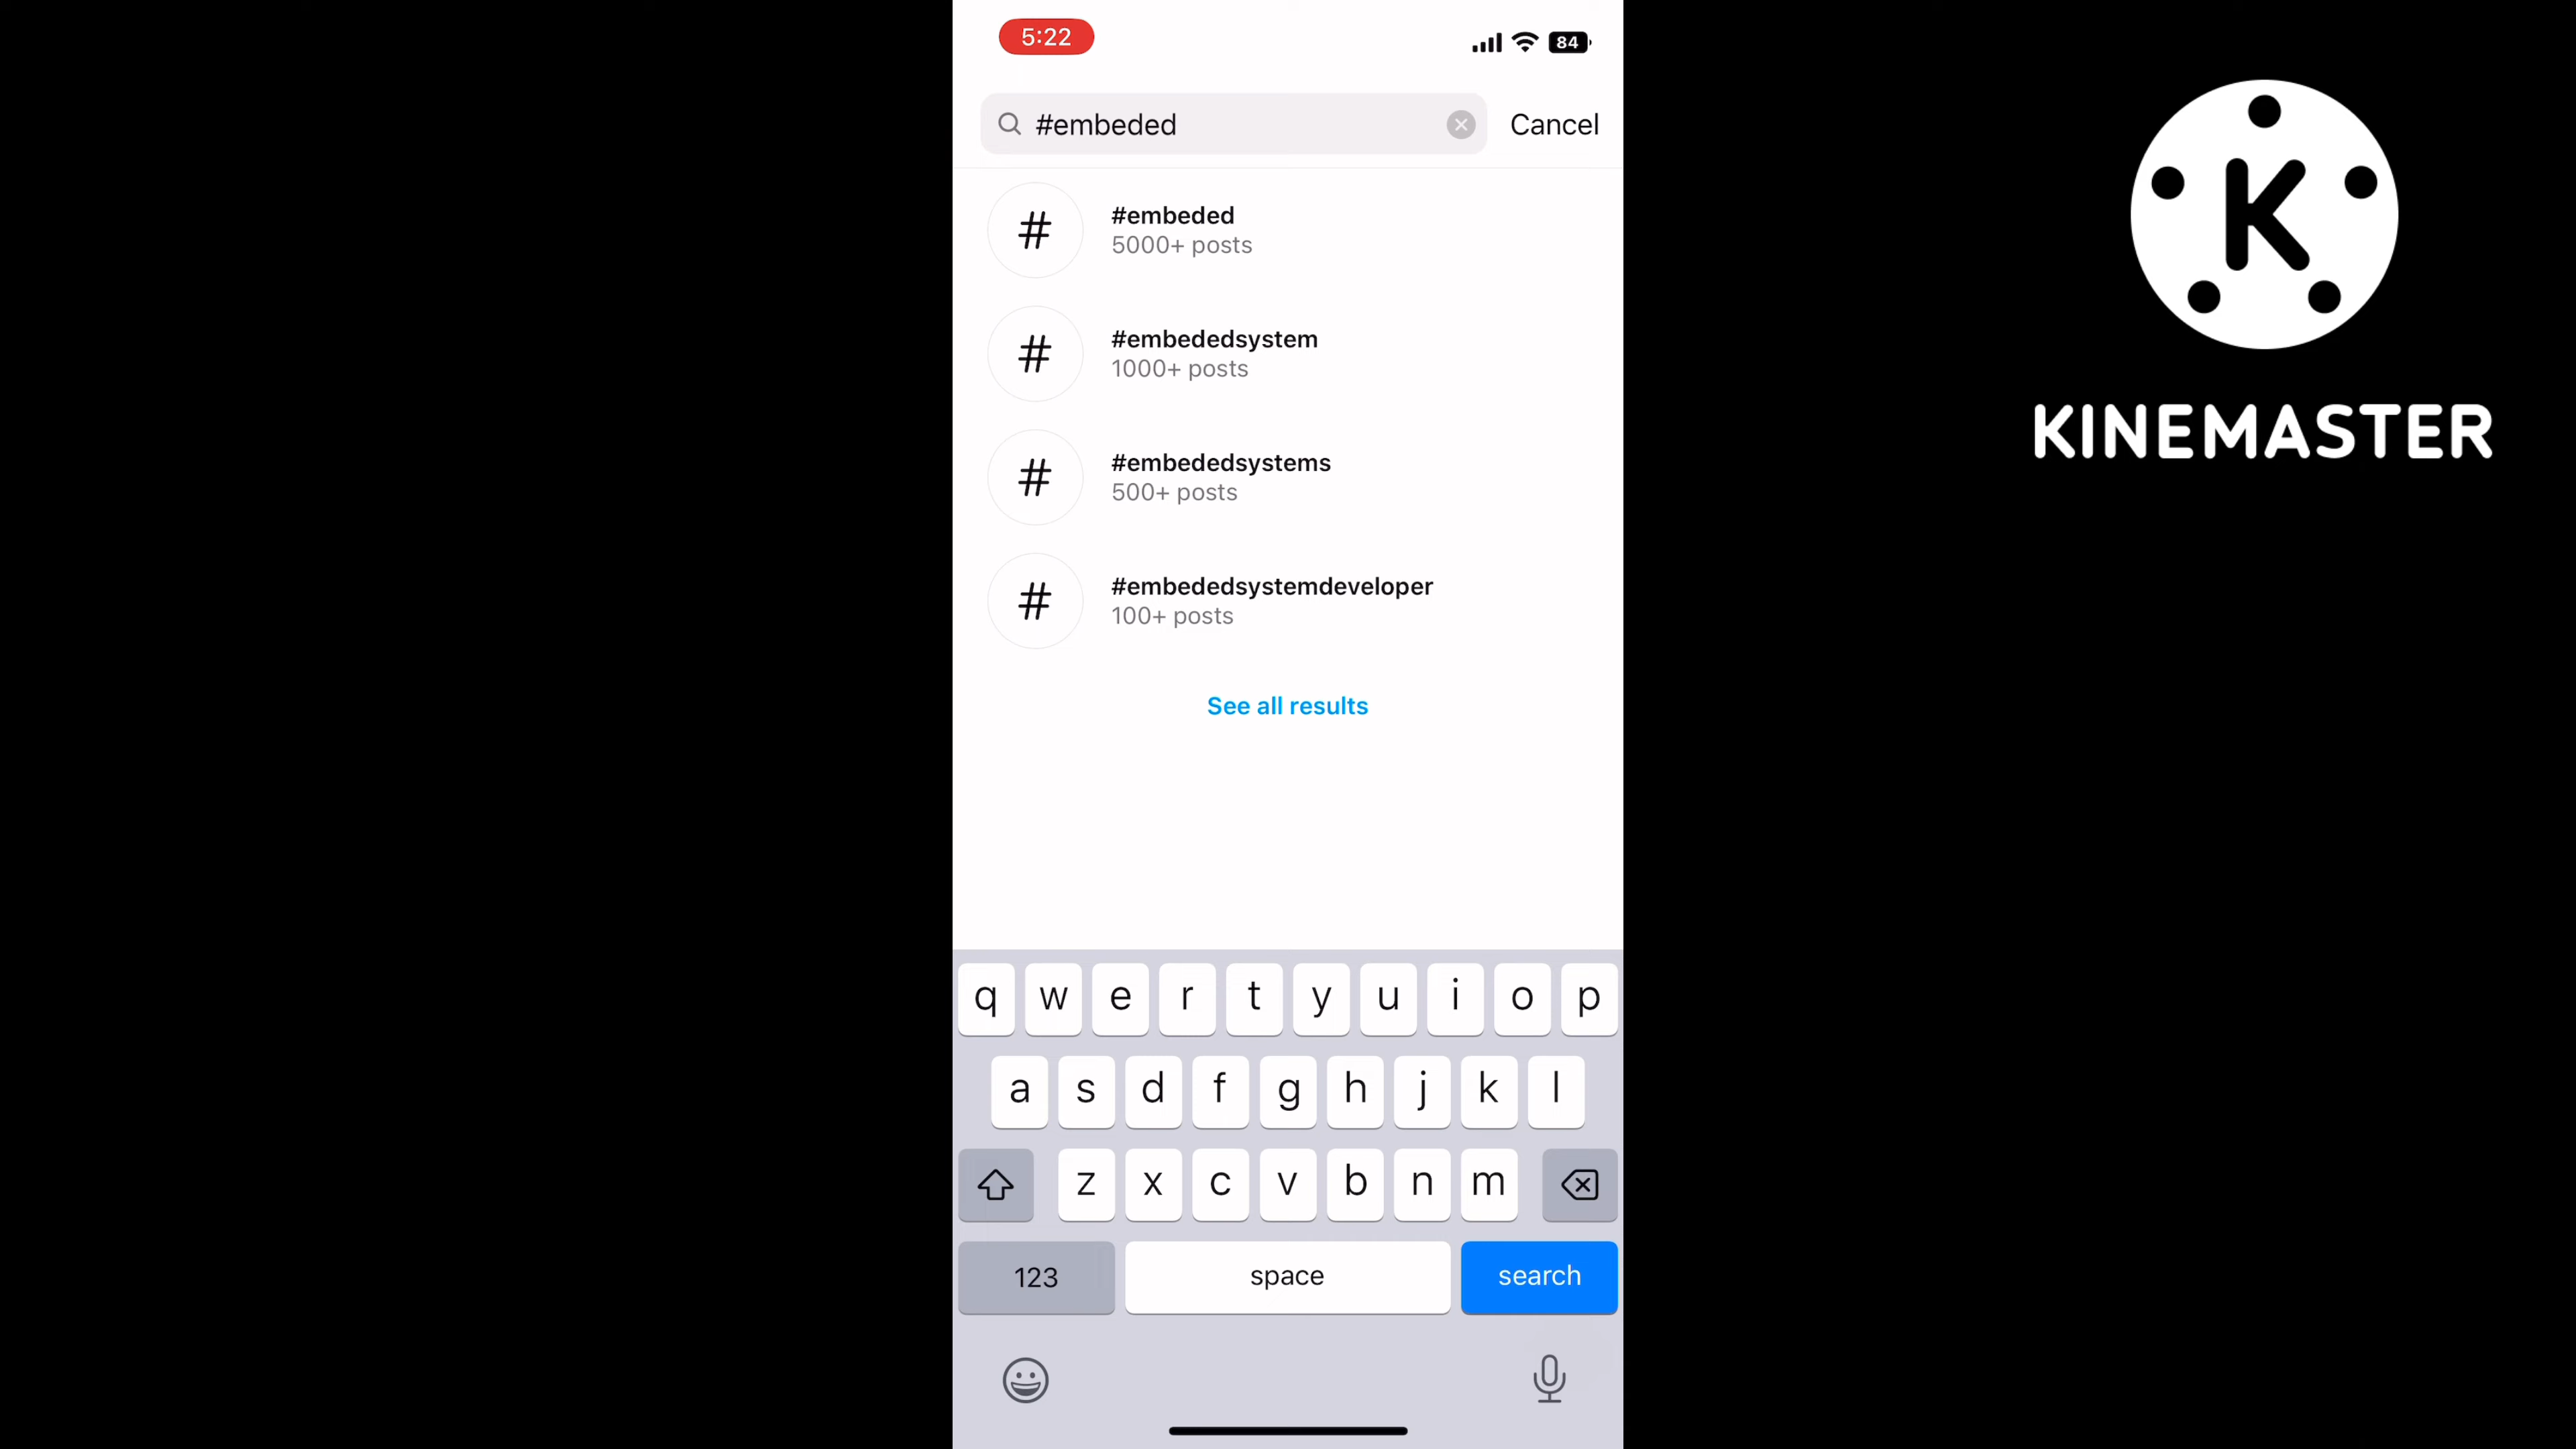 5:22
84
#embeded
Cancel
#
#embeded
5000+ posts
#
#embededsystem
1000+ posts
#
#embededsystems
500+ posts
#
#embededsystemdeveloper
100+ posts
See all results
q w e r t y u i o p
a s d f g h j k l
z x c v b n m
123
space
search
K
KINEMASTER